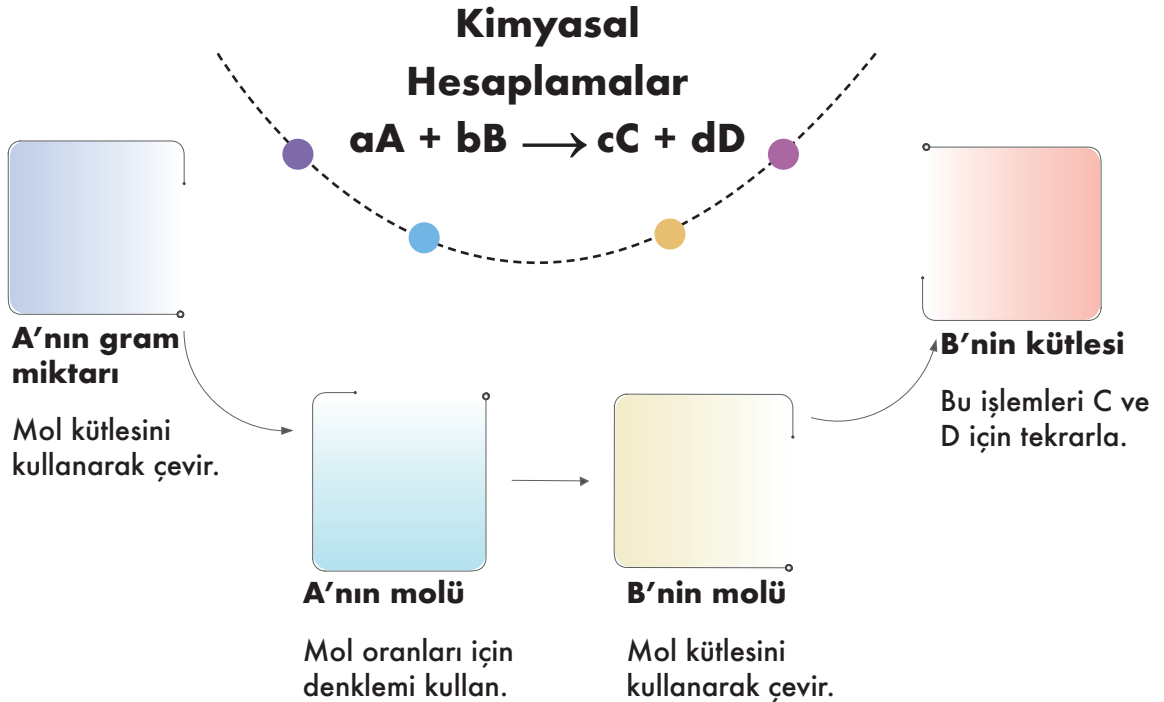 Kimyasal
Hesaplamalar
aA + bB ⟶ cC + dD
A’nın gram
miktarı
Mol kütlesini
kullanarak çevir.
A’nın molü
Mol oranları için
denklemi kullan.
B’nin molü
Mol kütlesini
kullanarak çevir.
B’nin kütlesi
Bu işlemleri C ve
D için tekrarla.